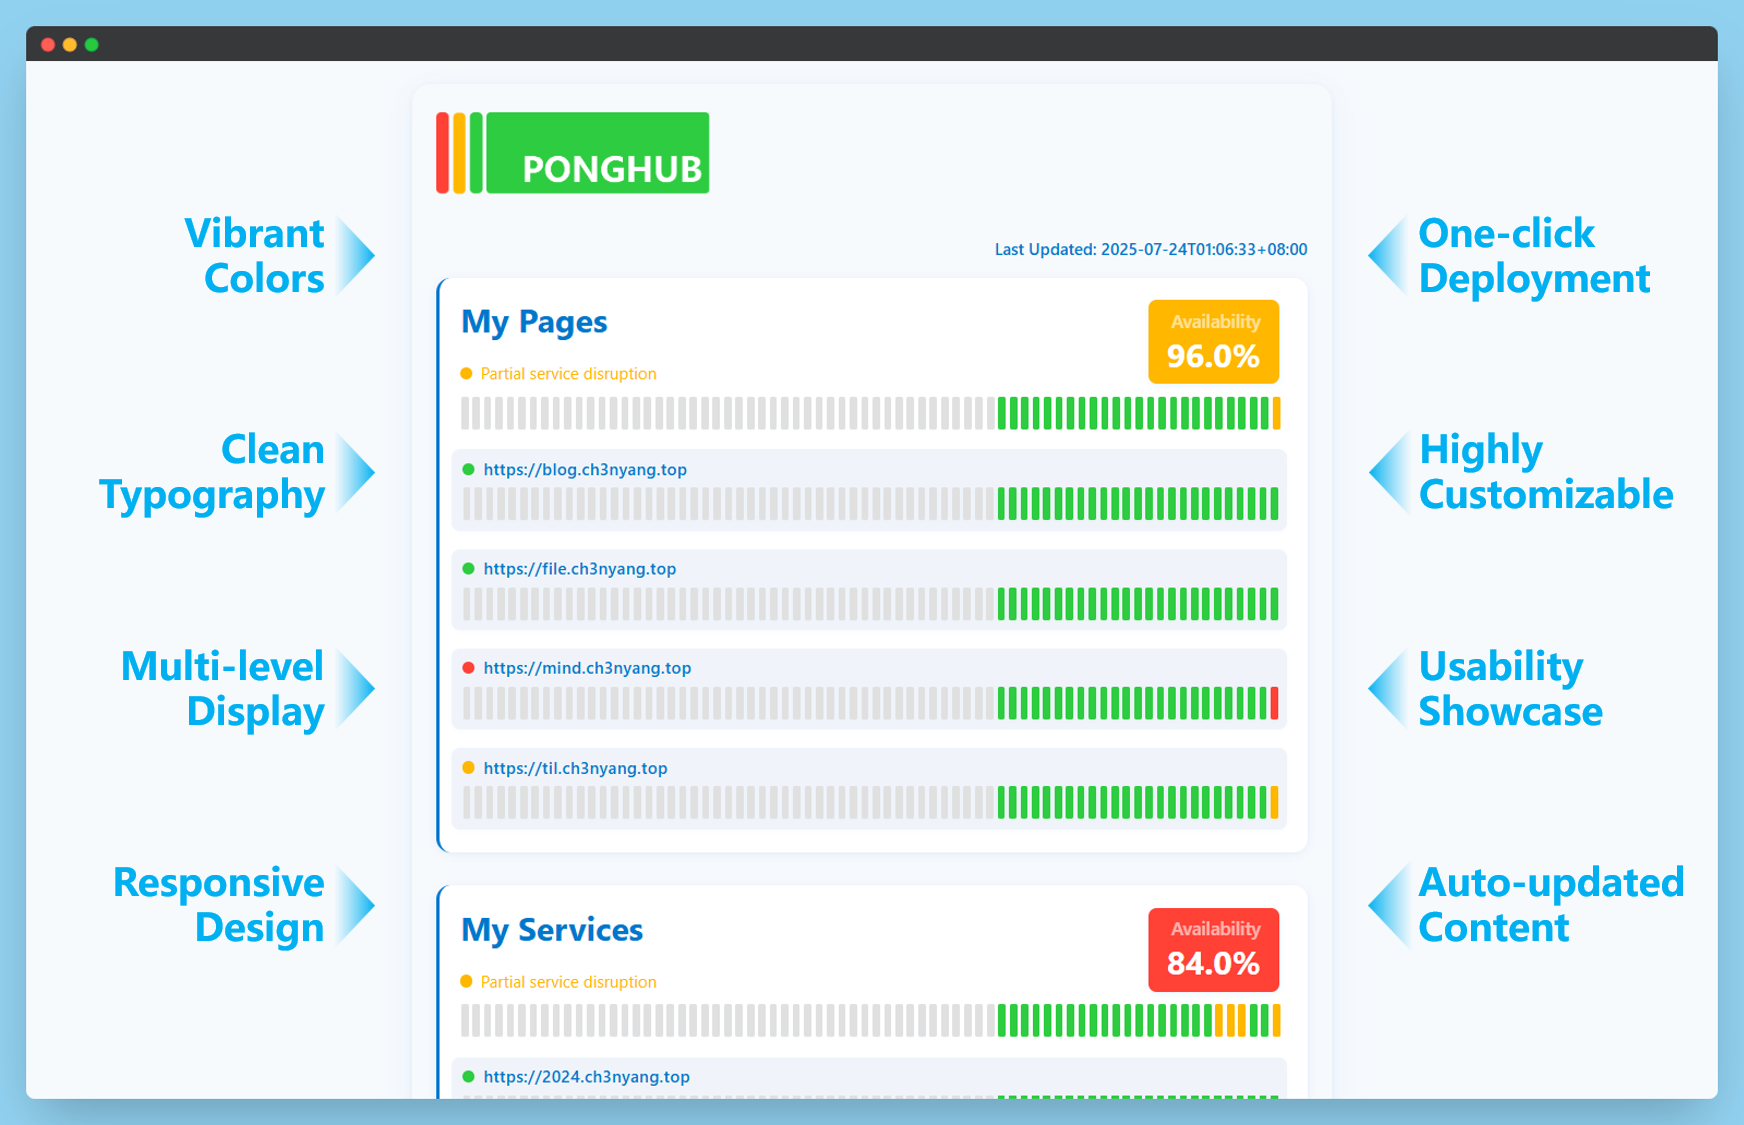 PONGHUB
Last Updated: 2025-07-24T01:06:33+08:00
Vibrant
Colors
Clean
Typography
Multi-level
Display
Responsive
Design
My Pages
Availability
96.0%
Partial service disruption
https://blog.ch3nyang.top
https://file.ch3nyang.top
https://mind.ch3nyang.top
https://til.ch3nyang.top
My Services
Availability
84.0%
Partial service disruption
https://2024.ch3nyang.top
One-click
Deployment
Highly
Customizable
Usability
Showcase
Auto-updated
Content